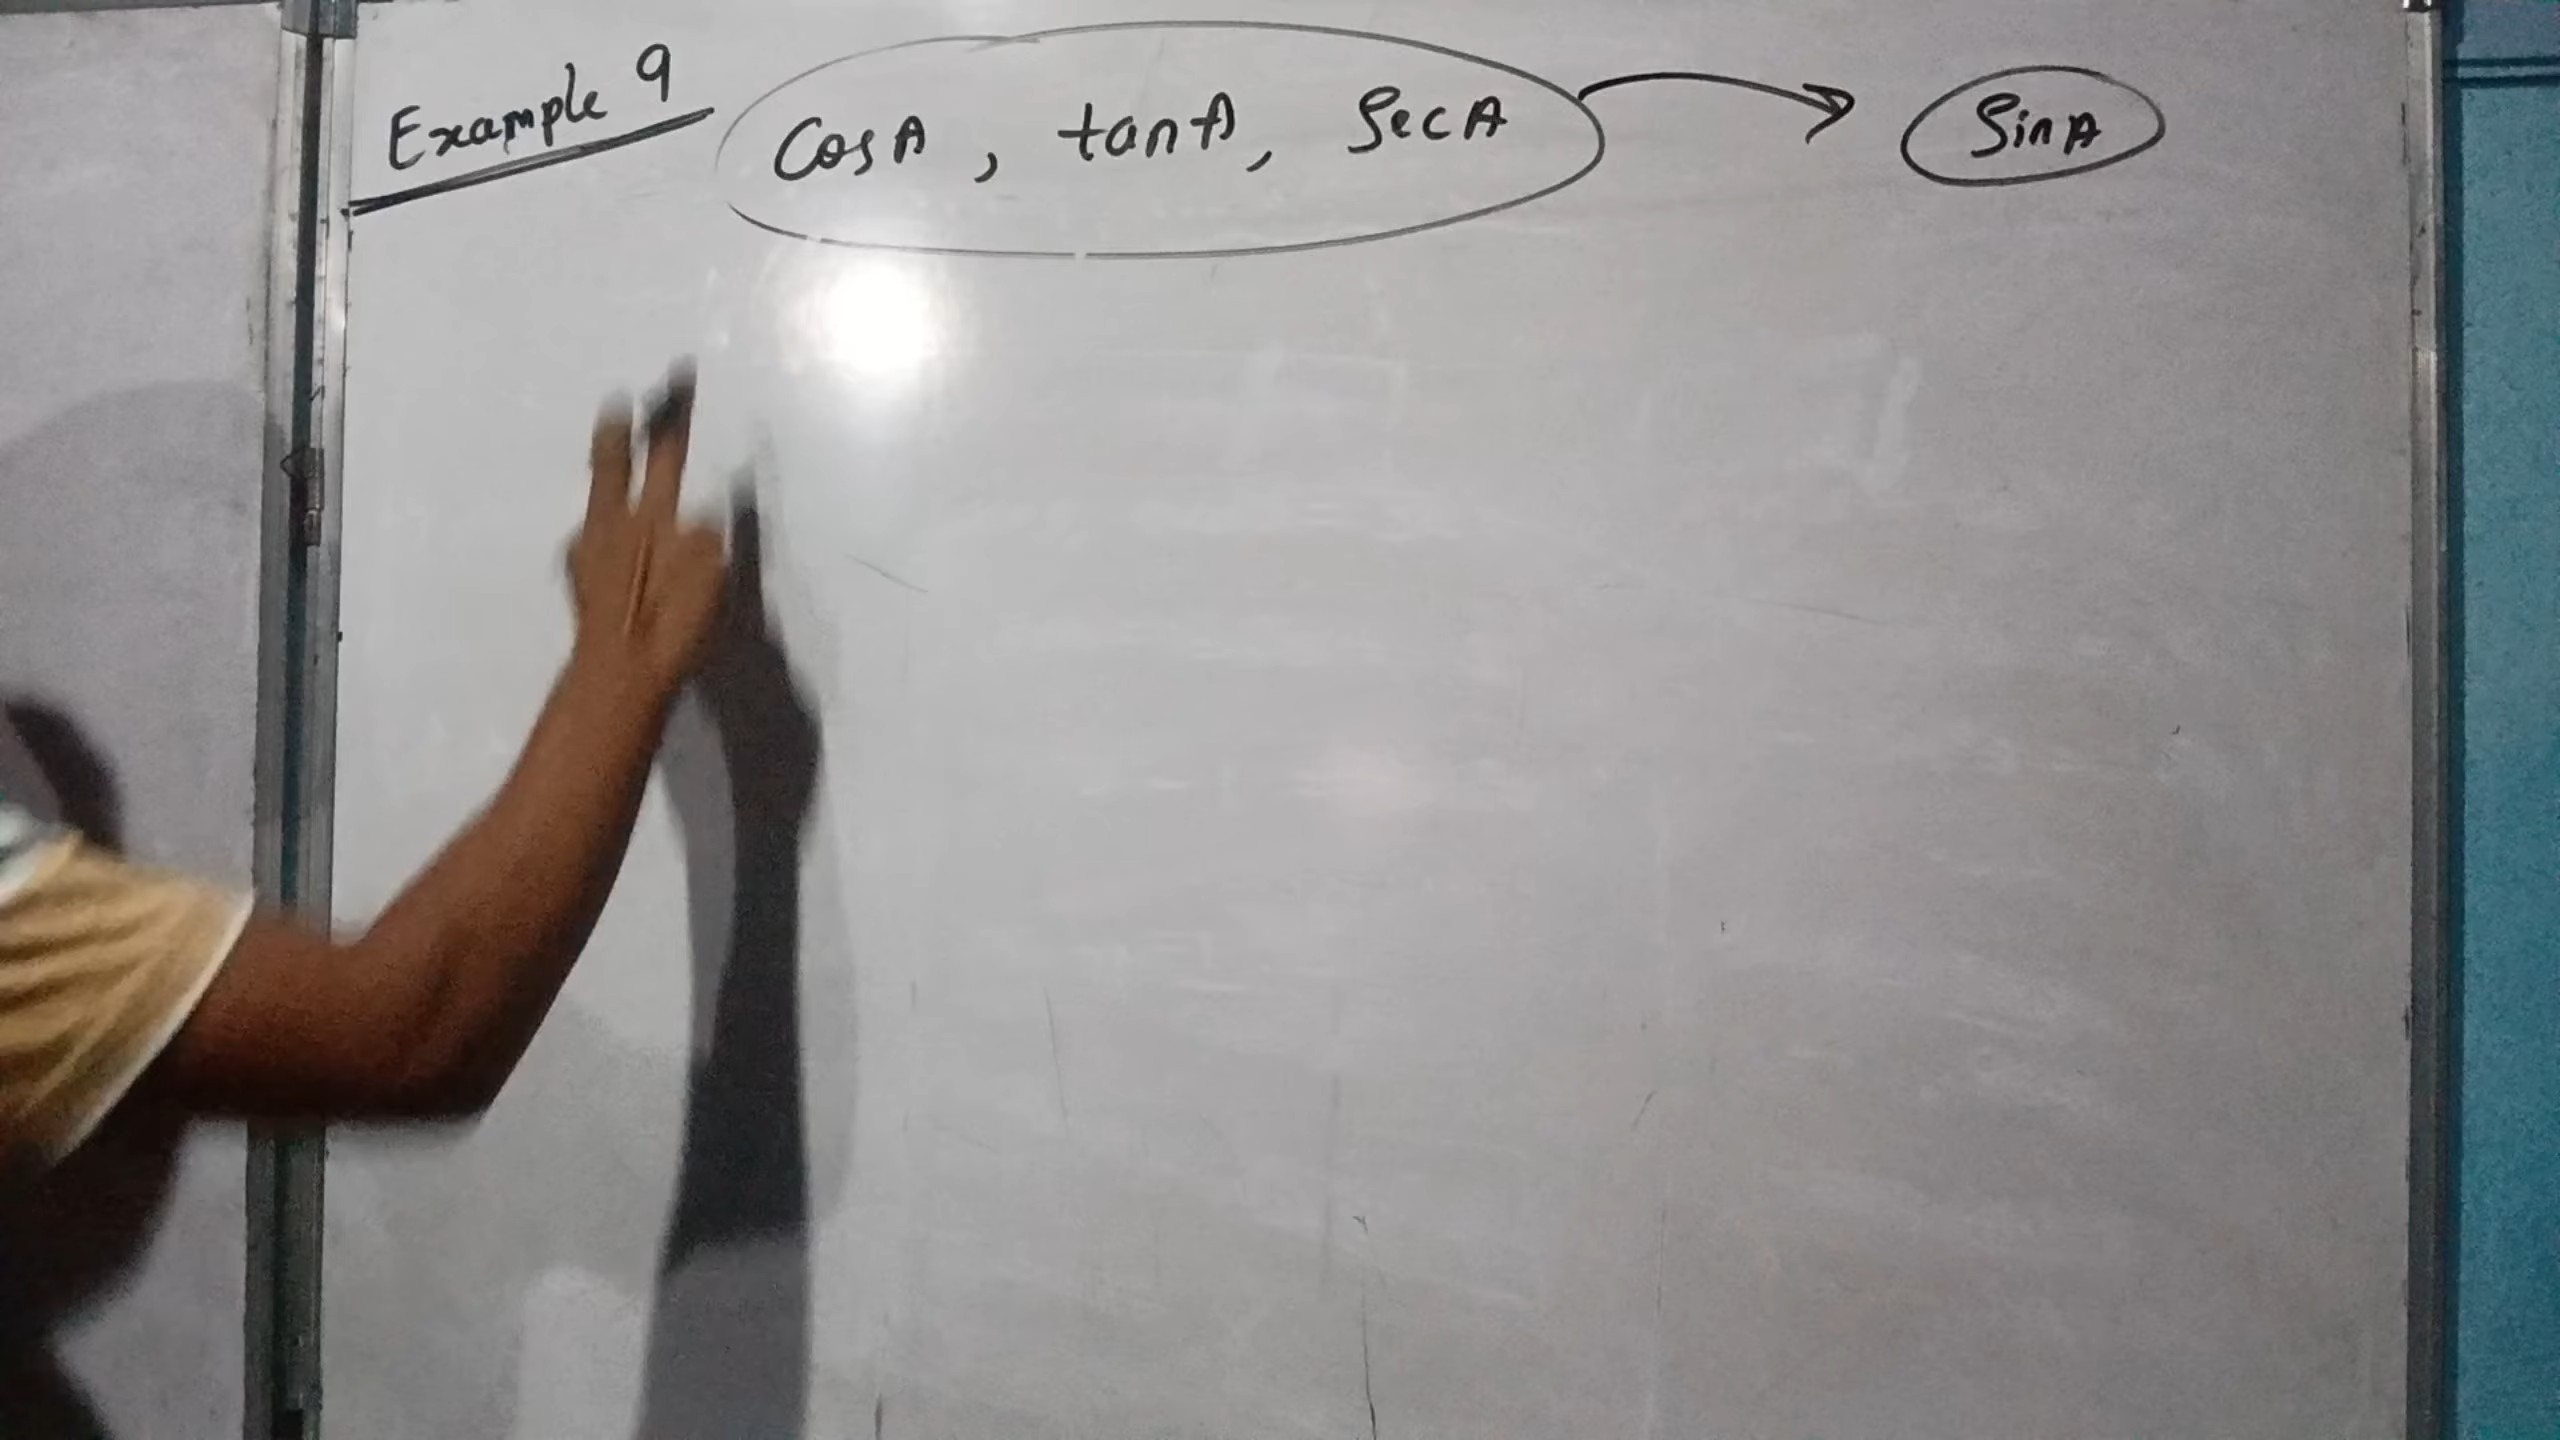 Example 9 CosA, tanA, SecA → SinA